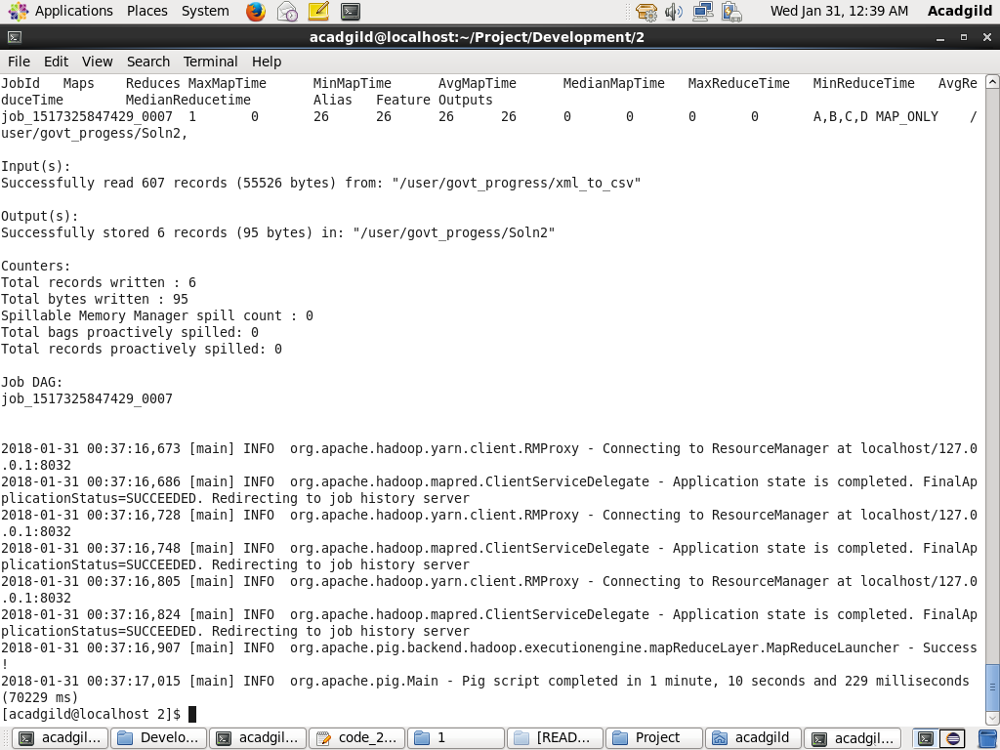 Applications Places System Wed Jan 31, 12:39 AM Acadgild
acadgild@localhost:~/Project/Development/2
File Edit View Search Terminal Help
JobId Maps Reduces MaxMapTime MinMapTime AvgMapTime MedianMapTime MaxReduceTime MinReduceTime AvgRe
duceTime MedianReducetime Alias Feature Outputs
job_1517325847429_0007 1 0 26 26 26 26 0 0 0 0 A,B,C,D MAP_ONLY /
user/govt_progess/Soln2,
Input(s):
Successfully read 607 records (55526 bytes) from: "/user/govt_progress/xml_to_csv"
Output(s):
Successfully stored 6 records (95 bytes) in: "/user/govt_progess/Soln2"
Counters:
Total records written : 6
Total bytes written : 95
Spillable Memory Manager spill count : 0
Total bags proactively spilled: 0
Total records proactively spilled: 0
Job DAG:
job_1517325847429_0007
2018-01-31 00:37:16,673 [main] INFO org.apache.hadoop.yarn.client.RMProxy - Connecting to ResourceManager at localhost/127.0
.0.1:8032
2018-01-31 00:37:16,686 [main] INFO org.apache.hadoop.mapred.ClientServiceDelegate - Application state is completed. FinalAp
plicationStatus=SUCCEEDED. Redirecting to job history server
2018-01-31 00:37:16,728 [main] INFO org.apache.hadoop.yarn.client.RMProxy - Connecting to ResourceManager at localhost/127.0
.0.1:8032
2018-01-31 00:37:16,748 [main] INFO org.apache.hadoop.mapred.ClientServiceDelegate - Application state is completed. FinalAp
plicationStatus=SUCCEEDED. Redirecting to job history server
2018-01-31 00:37:16,805 [main] INFO org.apache.hadoop.yarn.client.RMProxy - Connecting to ResourceManager at localhost/127.0
.0.1:8032
2018-01-31 00:37:16,824 [main] INFO org.apache.hadoop.mapred.ClientServiceDelegate - Application state is completed. FinalAp
plicationStatus=SUCCEEDED. Redirecting to job history server
2018-01-31 00:37:16,907 [main] INFO org.apache.pig.backend.hadoop.executionengine.mapReduceLayer.MapReduceLauncher - Success
!
2018-01-31 00:37:17,015 [main] INFO org.apache.pig.Main - Pig script completed in 1 minute, 10 seconds and 229 milliseconds
(70229 ms)
[acadgild@localhost 2]$
acadgil... Develo... acadgil... code_2... 1 [READ... Project acadgild acadgil...